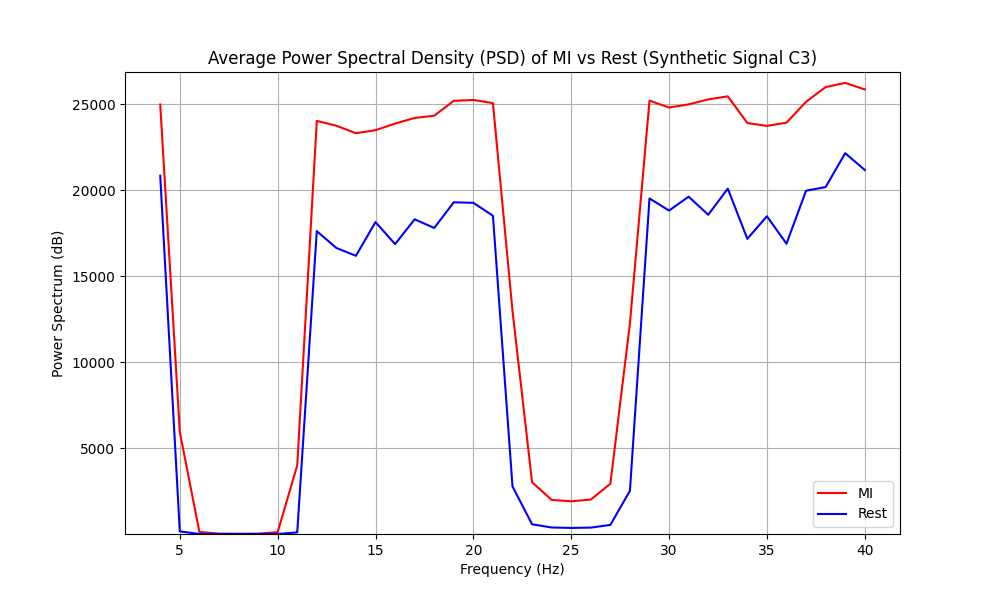 Average Power Spectral Density (PSD) of MI vs Rest (Synthetic Signal C3)
Power Spectrum (dB)
25000
20000
15000
10000
5000
5 10 15 20 25 30 35 40
Frequency (Hz)
MI
Rest